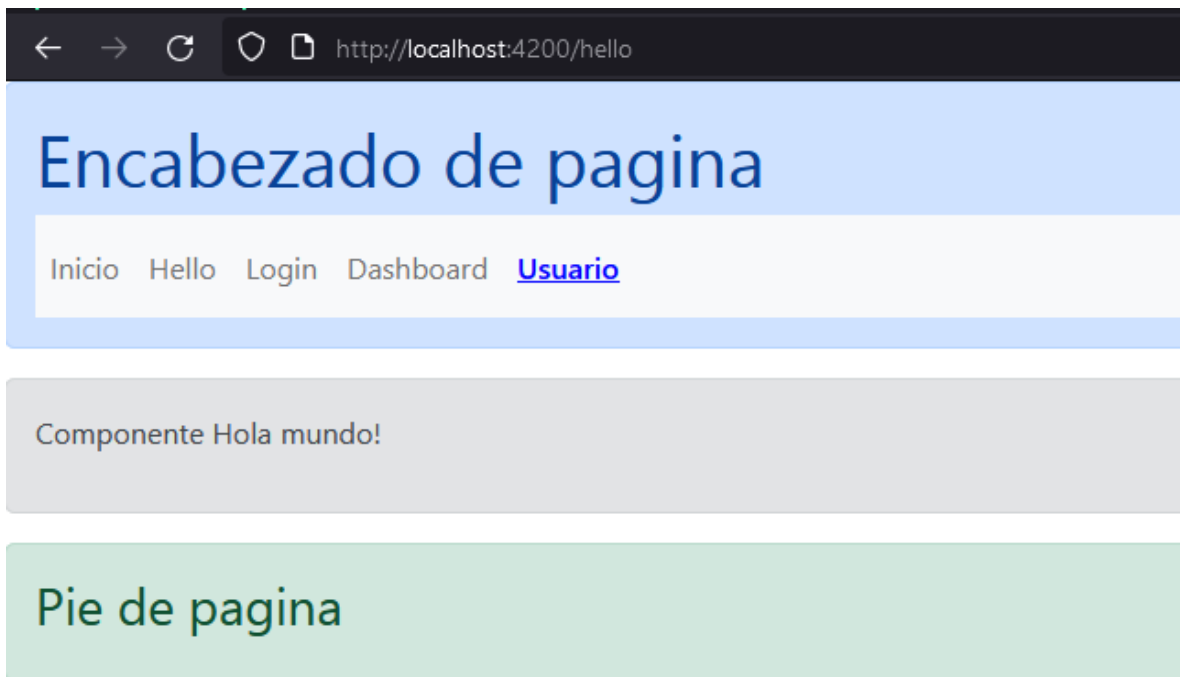 http://localhost:4200/hello
Encabezado de pagina
Inicio Hello Login Dashboard Usuario
Componente Hola mundo!
Pie de pagina